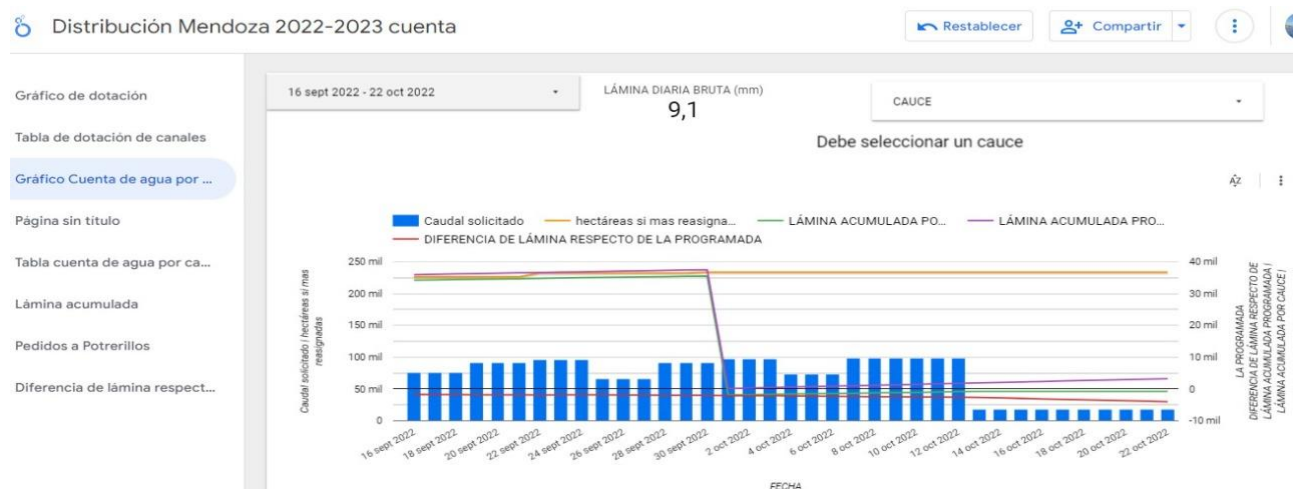 Distribución Mendoza 2022-2023 cuenta
Restablecer
Compartir
Gráfico de dotación
Tabla de dotación de canales
Gráfico Cuenta de agua por ...
Página sin título
Tabla cuenta de agua por ca...
Lámina acumulada
Pedidos a Potrerillos
Diferencia de lámina respect...
16 sept 2022 - 22 oct 2022
LÁMINA DIARIA BRUTA (mm)
9,1
CAUCE
Debe seleccionar un cauce
Caudal solicitado
hectáreas si mas reasigna...
LÁMINA ACUMULADA PO...
LÁMINA ACUMULADA PRO...
DIFERENCIA DE LÁMINA RESPECTO DE LA PROGRAMADA
250 mil
200 mil
150 mil
100 mil
50 mil
0
Caudal solicitado | hectáreas si mas
reasignadas
40 mil
30 mil
20 mil
10 mil
0
-10 mil
LA PROGRAMADA
DIFERENCIA DE LÁMINA RESPECTO DE
LÁMINA ACUMULADA PROGRAMADA |
LÁMINA ACUMULADA POR CAUCE |
16 sept 2022
18 sept 2022
20 sept 2022
22 sept 2022
24 sept 2022
26 sept 2022
28 sept 2022
30 sept 2022
2 oct 2022
4 oct 2022
6 oct 2022
8 oct 2022
10 oct 2022
12 oct 2022
14 oct 2022
16 oct 2022
18 oct 2022
20 oct 2022
22 oct 2022
FECHA